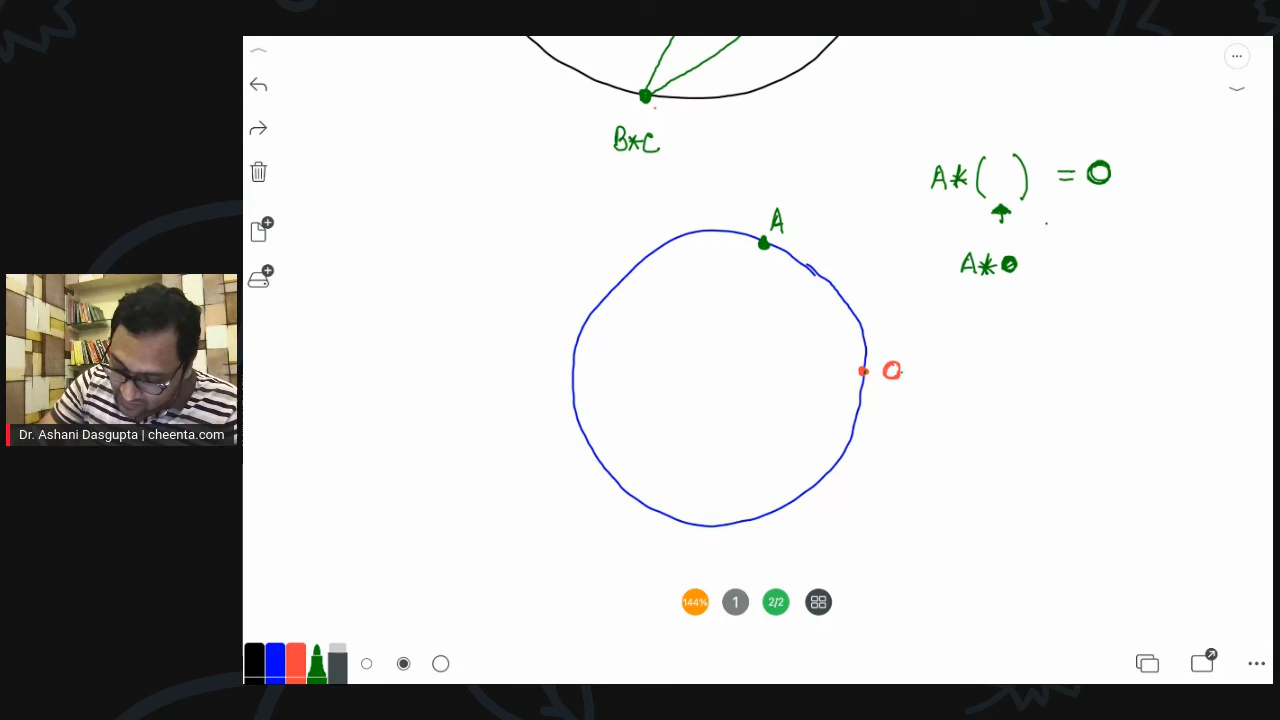 B*C
A*( ) = O
A
A*O
O
Dr. Ashani Dasgupta | cheenta.com
144%
1
2/2